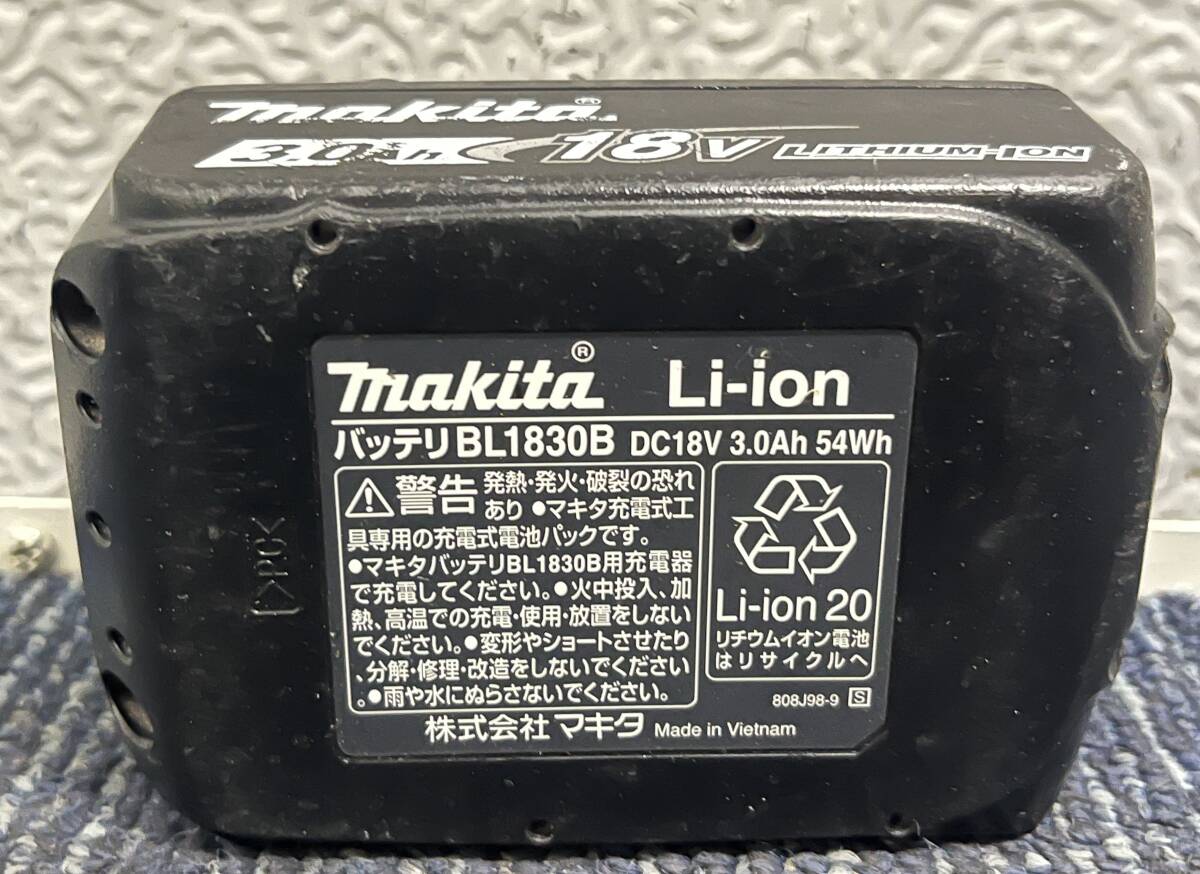 makita®
3.0Ah 18V LITHIUM-ION
makita® Li-ion
バッテリBL1830B DC18V 3.0Ah 54Wh
⚠警告 発熱・発火・破裂の恐れ
あり ●マキタ充電式工
具専用の充電式電池パックです。
●マキタバッテリBL1830B用充電器
で充電してください。●火中投入、加
熱、高温での充電・使用・放置をしない
でください。●変形やショートさせたり
、分解・修理・改造をしないでください
。●雨や水にぬらさないでください。
Li-ion 20
リチウムイオン電池
はリサイクルへ
808J98-9 S
株式会社 マキタ Made in Vietnam
>PC<